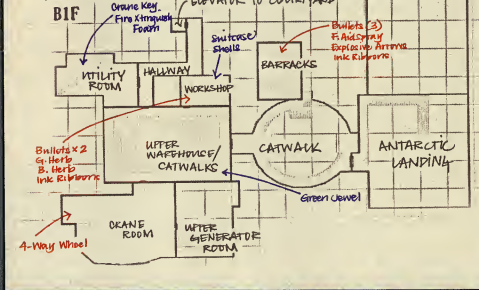 B1F
Crane Key
Fire Xtinguish
Foam
ELEVATOR TO COURTYARD
Suitcase
Shells
Bullets (3)
F. Aid spray
Explosive Arrows
Ink Ribbons
UTILITY
ROOM
HALLWAY
WORKSHOP
BARRACKS
Bullets x 2
G. Herb
B. Herb
Ink Ribbons
UPPER
WAREHOUSE/
CATWALKS
CATWALK
ANTARCTIC
LANDING
Green Jewel
4-Way Wheel
CRANE
ROOM
UPPER
GENERATOR
ROOM